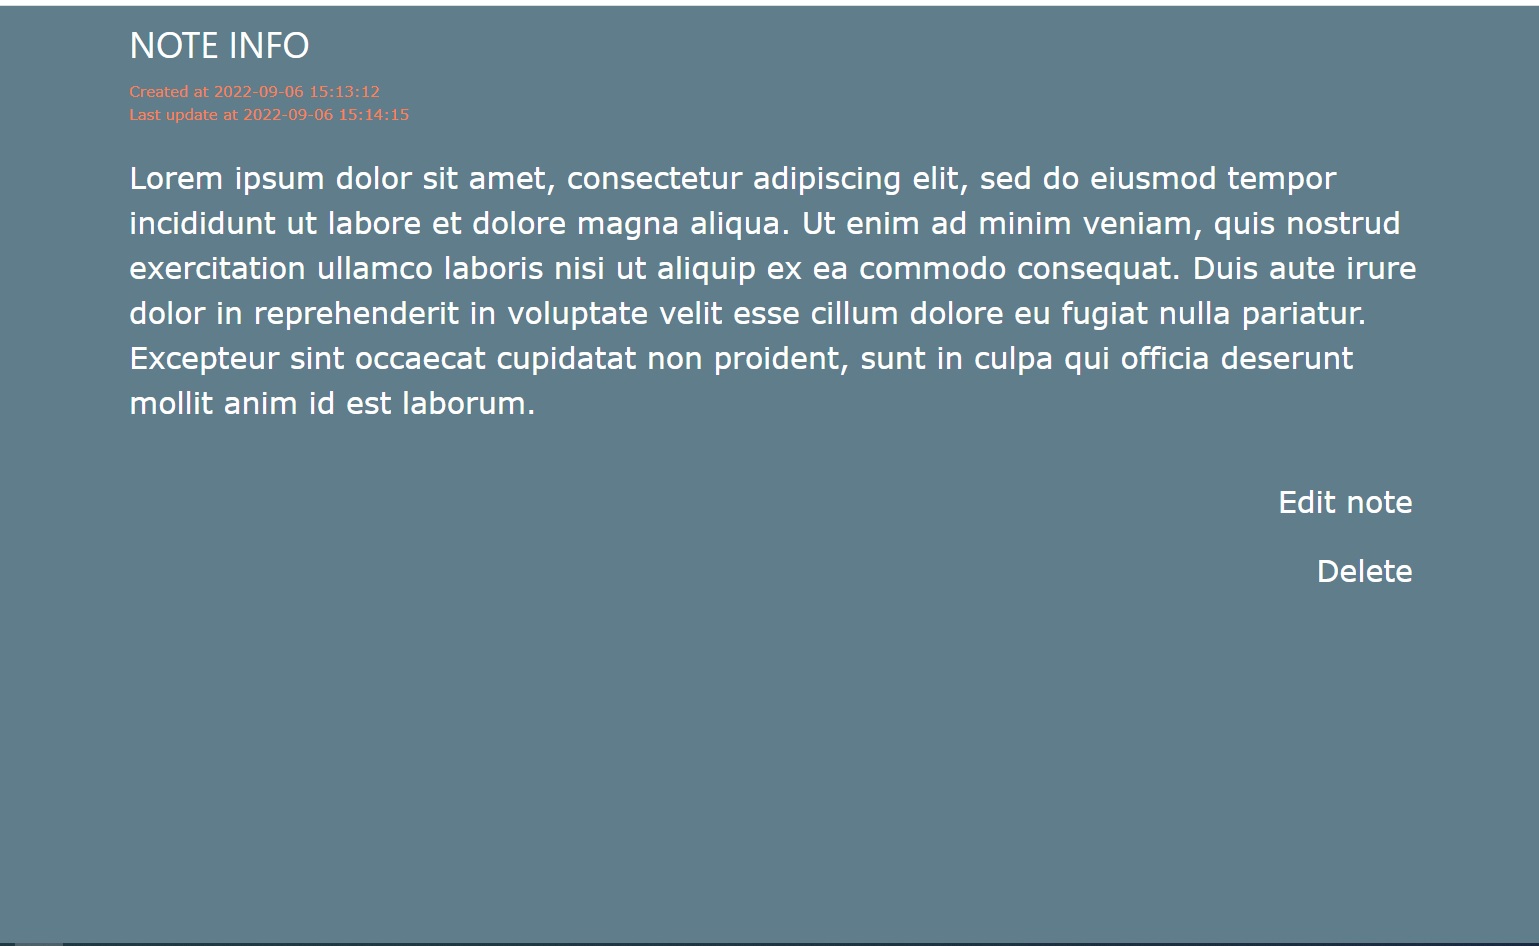 NOTE INFO
Created at 2022-09-06 15:13:12
Last update at 2022-09-06 15:14:15
Lorem ipsum dolor sit amet, consectetur adipiscing elit, sed do eiusmod tempor
incididunt ut labore et dolore magna aliqua. Ut enim ad minim veniam, quis nostrud
exercitation ullamco laboris nisi ut aliquip ex ea commodo consequat. Duis aute irure
dolor in reprehenderit in voluptate velit esse cillum dolore eu fugiat nulla pariatur.
Excepteur sint occaecat cupidatat non proident, sunt in culpa qui officia deserunt
mollit anim id est laborum.
Edit note
Delete